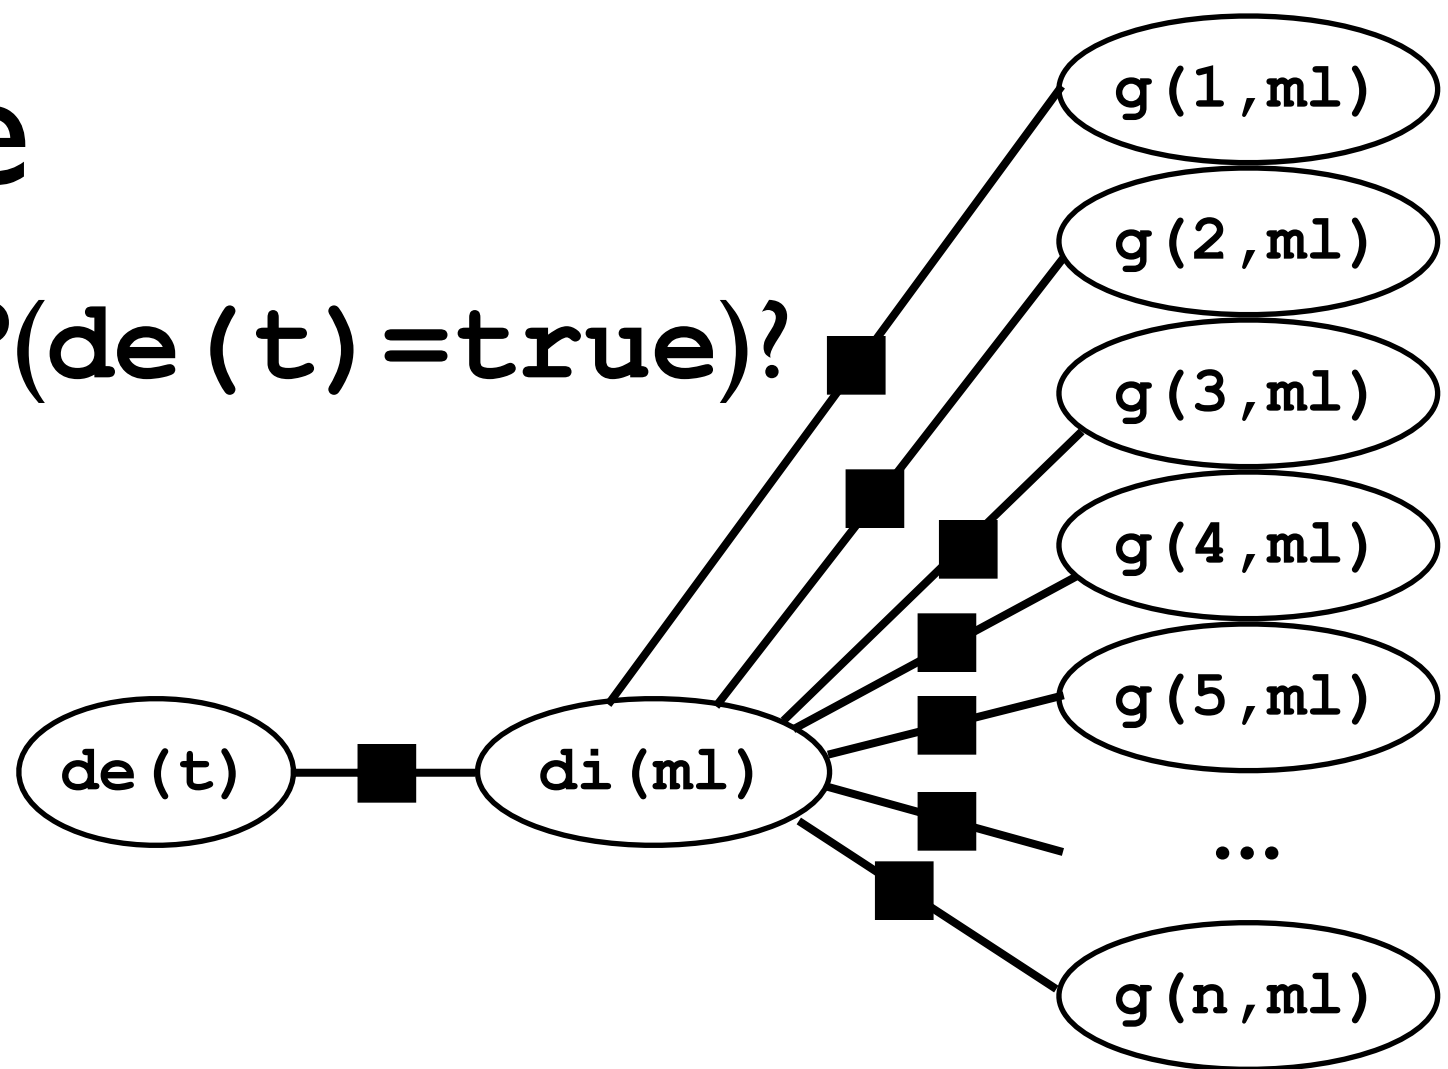 e
(de(t)=true)?
g(1,ml)
g(2,ml)
g(3,ml)
g(4,ml)
g(5,ml)
de(t)
di(ml)
...
g(n,ml)